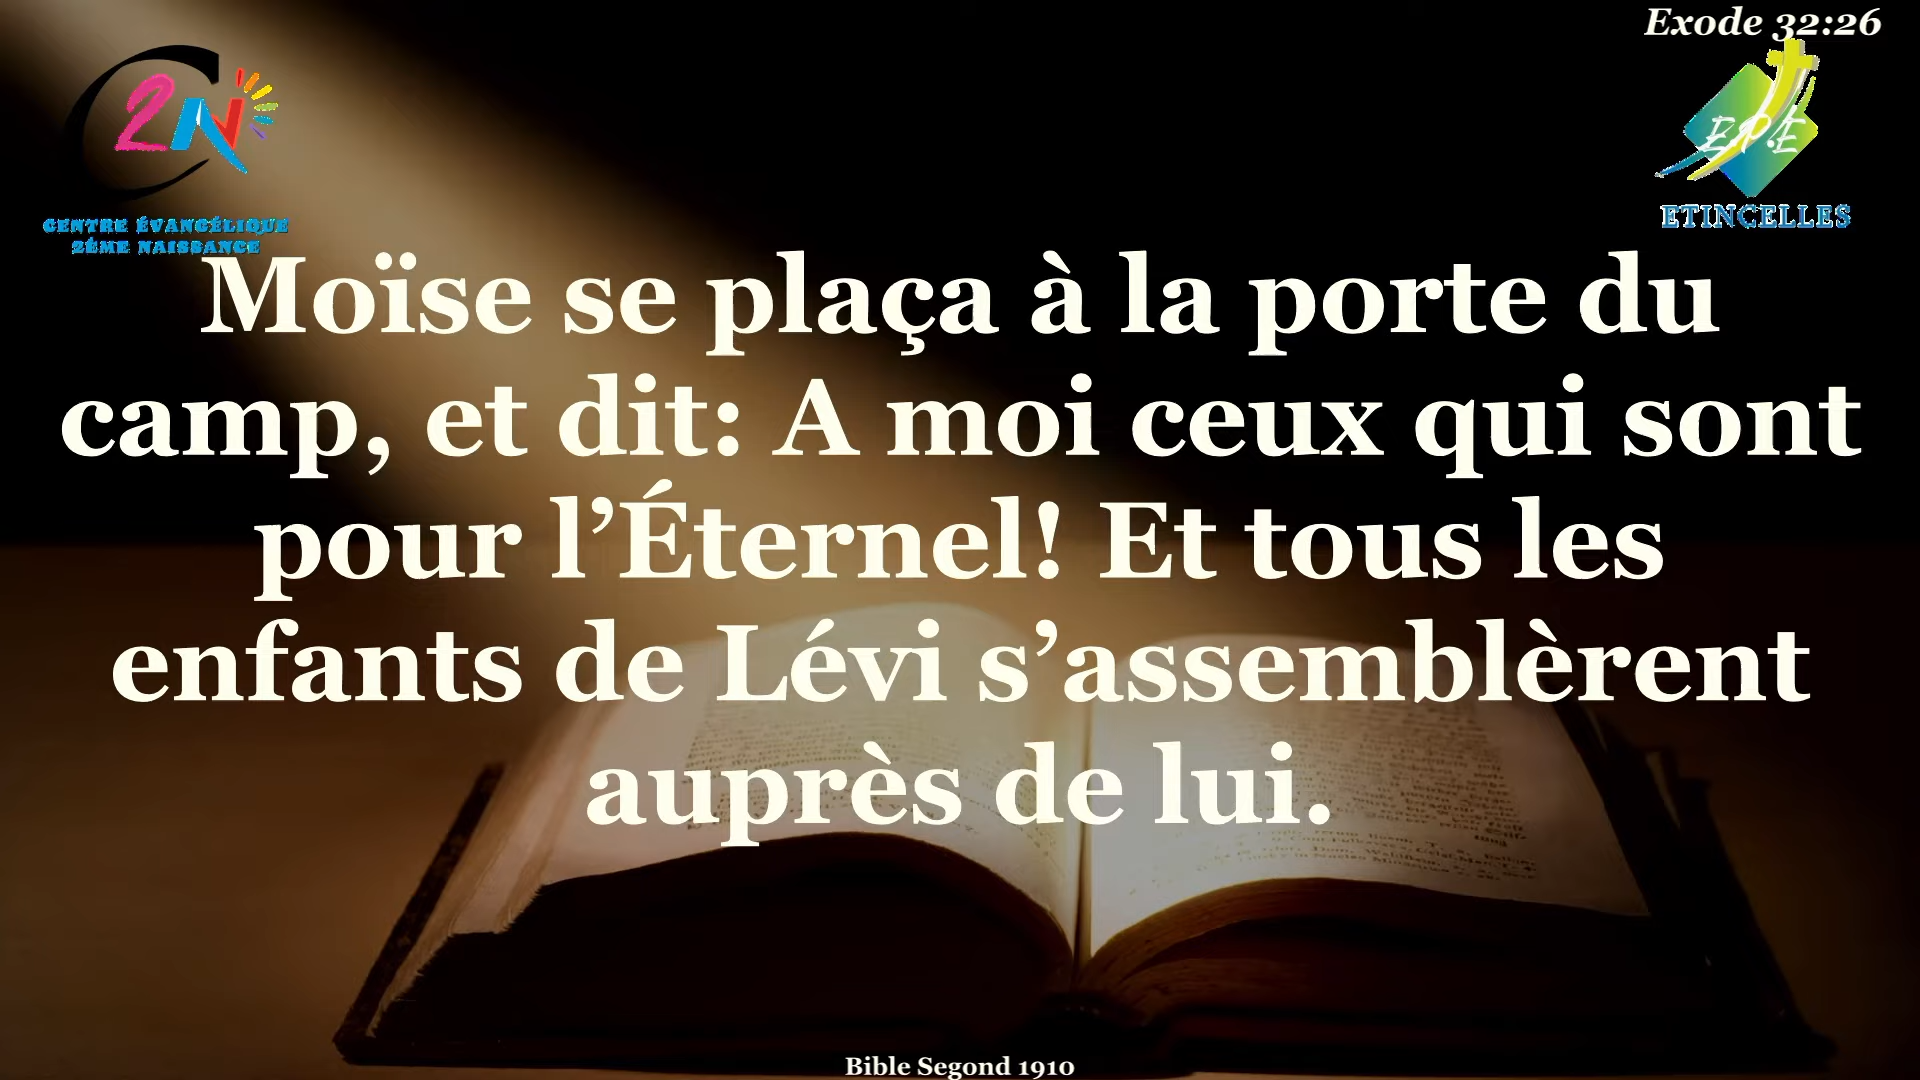 Exode 32:26
C2N
CENTRE ÉVANGÉLIQUE
2ÈME NAISSANCE
E.P.E
ETINCELLES
Moïse se plaça à la porte du
camp, et dit: A moi ceux qui sont
pour l’Éternel! Et tous les
enfants de Lévi s’assemblèrent
auprès de lui.
Bible Segond 1910